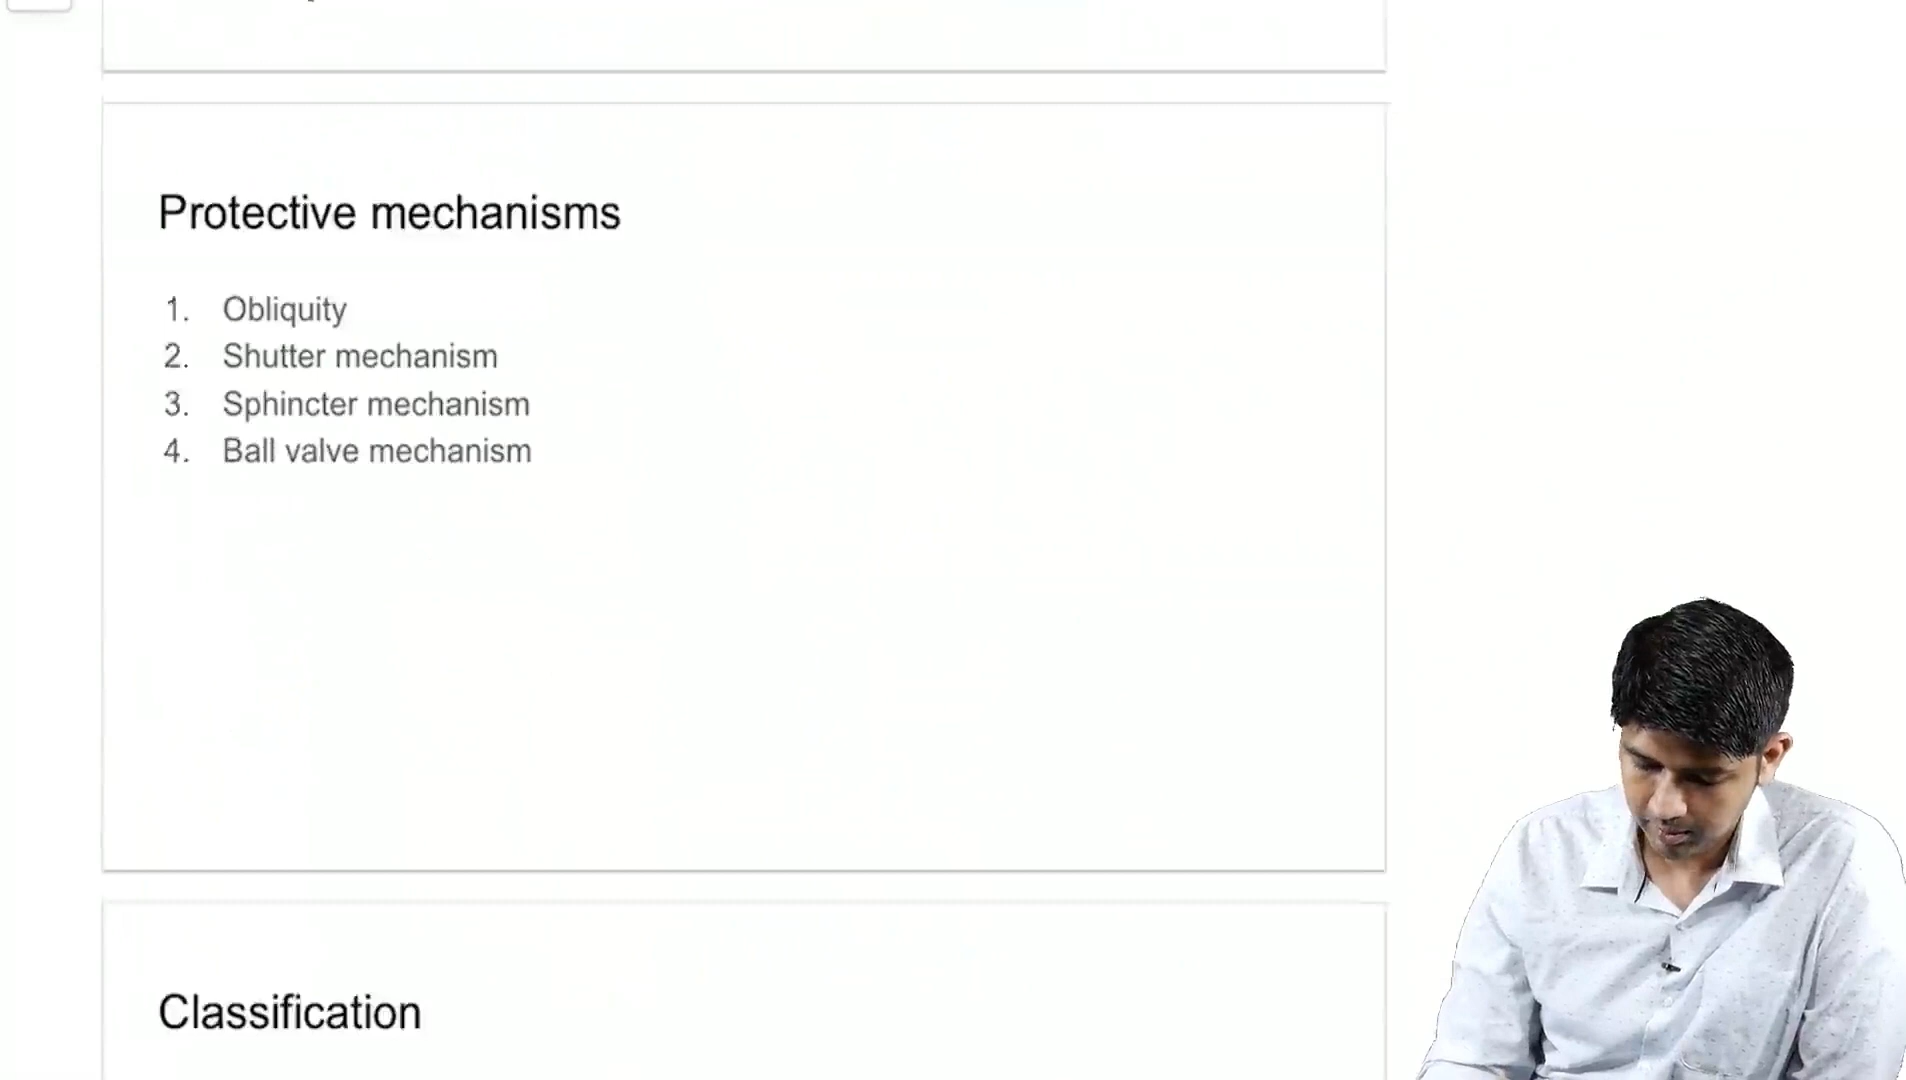 Protective mechanisms
1. Obliquity
2. Shutter mechanism
3. Sphincter mechanism
4. Ball valve mechanism
Classification